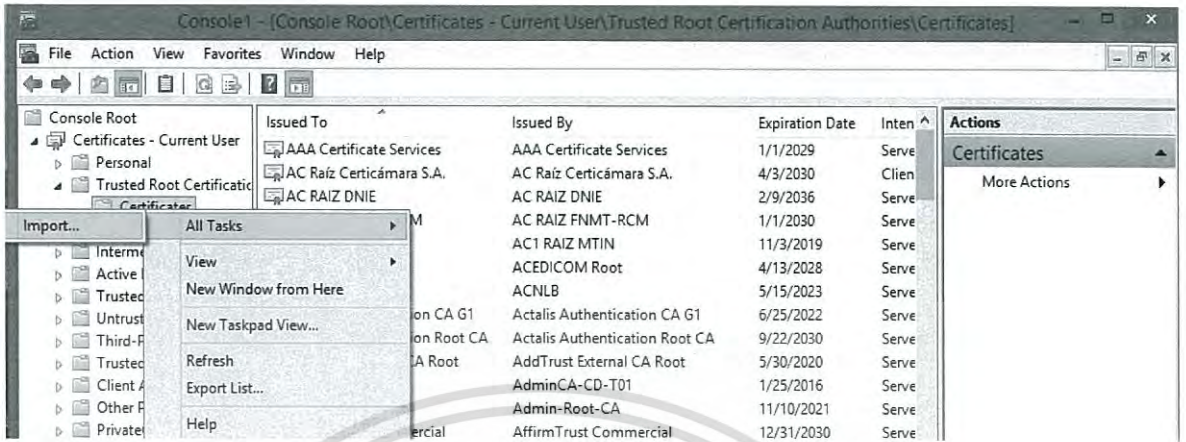 Console1 - [Console Root\Certificates - Current User\Trusted Root Certification Authorities\Certificates]
File Action View Favorites Window Help
Console Root
Certificates - Current User
Personal
Trusted Root Certificatic
Certificates
Interme
Active
Trusted
Untrust
Third-P
Trusted
Client A
Other P
Private
Import...
All Tasks
View
New Window from Here
New Taskpad View...
Refresh
Export List...
Help
Issued To Issued By Expiration Date Inten
AAA Certificate Services AAA Certificate Services 1/1/2029 Serve
AC Raíz Certicámara S.A. AC Raíz Certicámara S.A. 4/3/2030 Clien
AC RAIZ DNIE AC RAIZ DNIE 2/9/2036 Serve
M AC RAIZ FNMT-RCM 1/1/2030 Serve
AC1 RAIZ MTIN 11/3/2019 Serve
ACEDICOM Root 4/13/2028 Serve
ACNLB 5/15/2023 Serve
on CA G1 Actalis Authentication CA G1 6/25/2022 Serve
on Root CA Actalis Authentication Root CA 9/22/2030 Serve
CA Root AddTrust External CA Root 5/30/2020 Serve
AdminCA-CD-T01 1/25/2016 Serve
Admin-Root-CA 11/10/2021 Serve
ercial AffirmTrust Commercial 12/31/2030 Serve
Actions
Certificates
More Actions